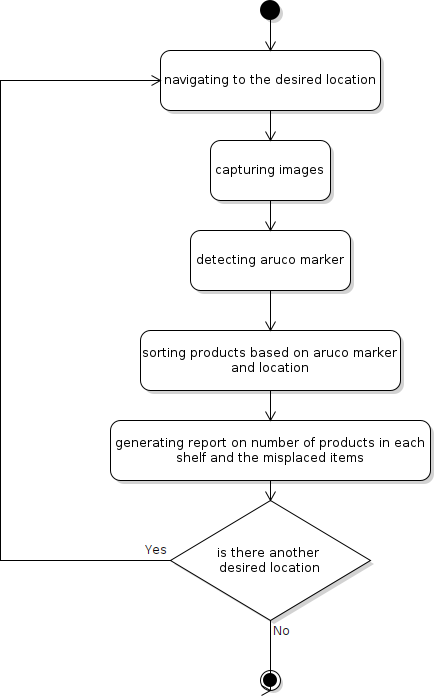 navigating to the desired location
capturing images
detecting aruco marker
sorting products based on aruco marker
and location
generating report on number of products in each
shelf and the misplaced items
is there another
desired location
Yes
No